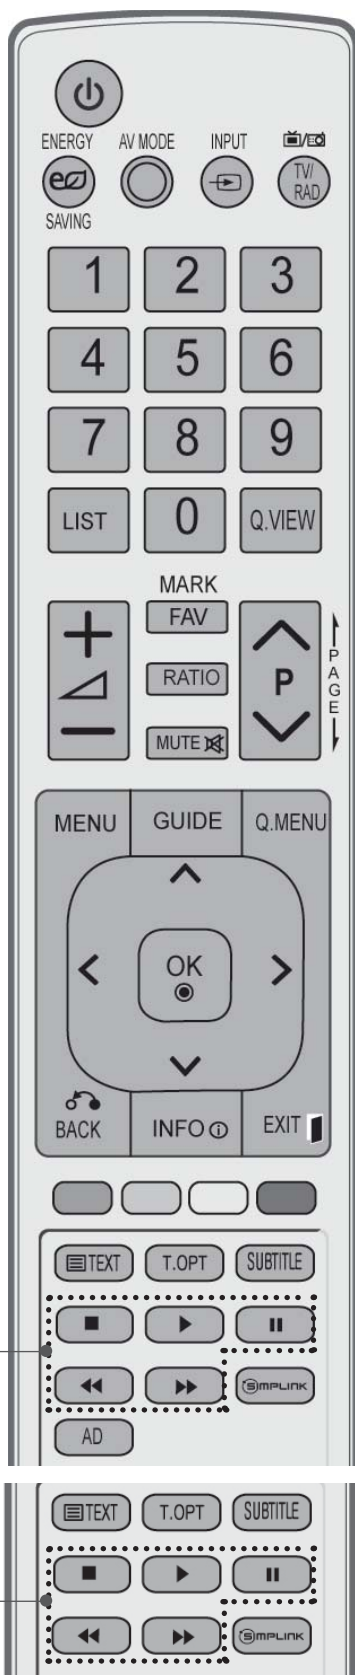 ENERGY AV MODE INPUT
TV/
RAD
SAVING
1 2 3
4 5 6
7 8 9
LIST 0 Q.VIEW
MARK
FAV
RATIO
P
MUTE
PAGE
MENU GUIDE Q.MENU
OK
BACK INFO EXIT
TEXT T.OPT SUBTITLE
SIMPLINK
AD
TEXT T.OPT SUBTITLE
SIMPLINK